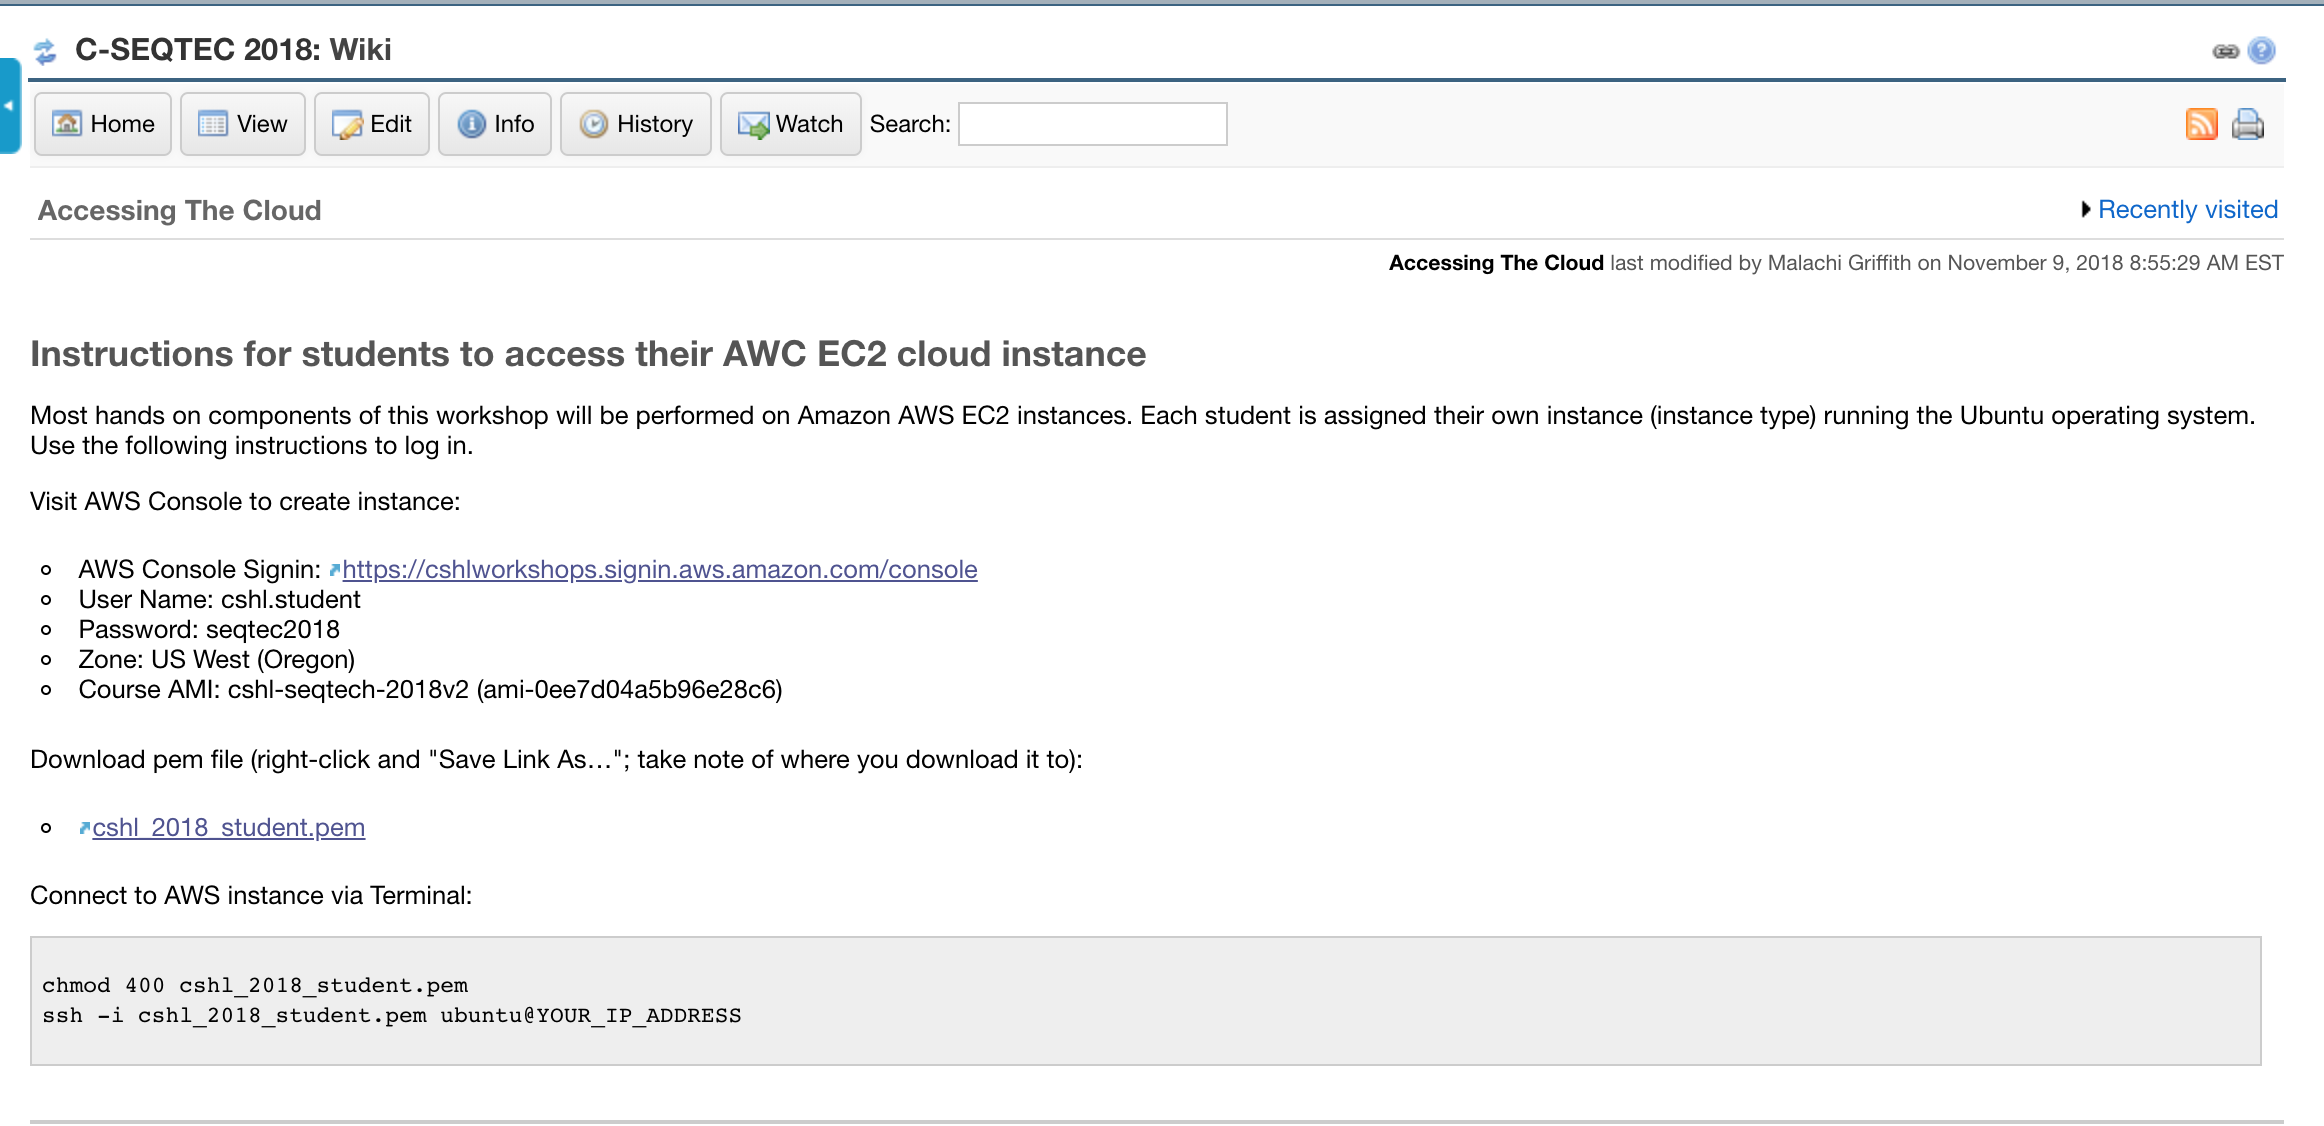 C-SEQTEC 2018: Wiki
Home View Edit Info History Watch Search:
Accessing The Cloud
Recently visited
Accessing The Cloud last modified by Malachi Griffith on November 9, 2018 8:55:29 AM EST
Instructions for students to access their AWC EC2 cloud instance
Most hands on components of this workshop will be performed on Amazon AWS EC2 instances. Each student is assigned their own instance (instance type) running the Ubuntu operating system.
Use the following instructions to log in.
Visit AWS Console to create instance:
AWS Console Signin: https://cshlworkshops.signin.aws.amazon.com/console
User Name: cshl.student
Password: seqtec2018
Zone: US West (Oregon)
Course AMI: cshl-seqtech-2018v2 (ami-0ee7d04a5b96e28c6)
Download pem file (right-click and "Save Link As…"; take note of where you download it to):
cshl_2018_student.pem
Connect to AWS instance via Terminal:
chmod 400 cshl_2018_student.pem
ssh -i cshl_2018_student.pem ubuntu@YOUR_IP_ADDRESS